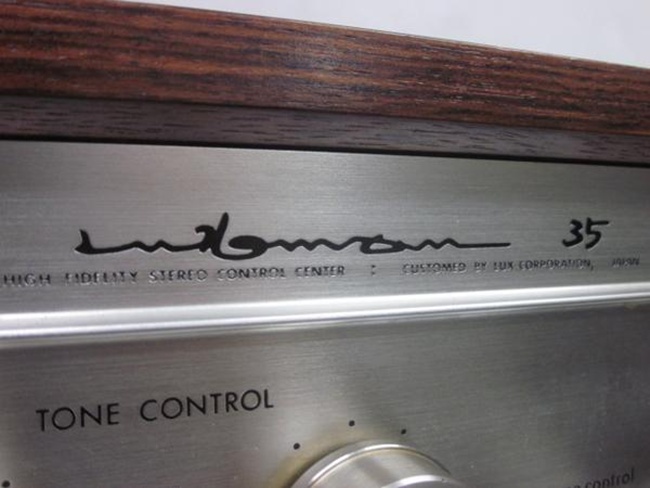 luxman 35
HIGH FIDELITY STEREO CONTROL CENTER : CUSTOMED BY LUX CORPORATION, JAPAN
TONE CONTROL
control